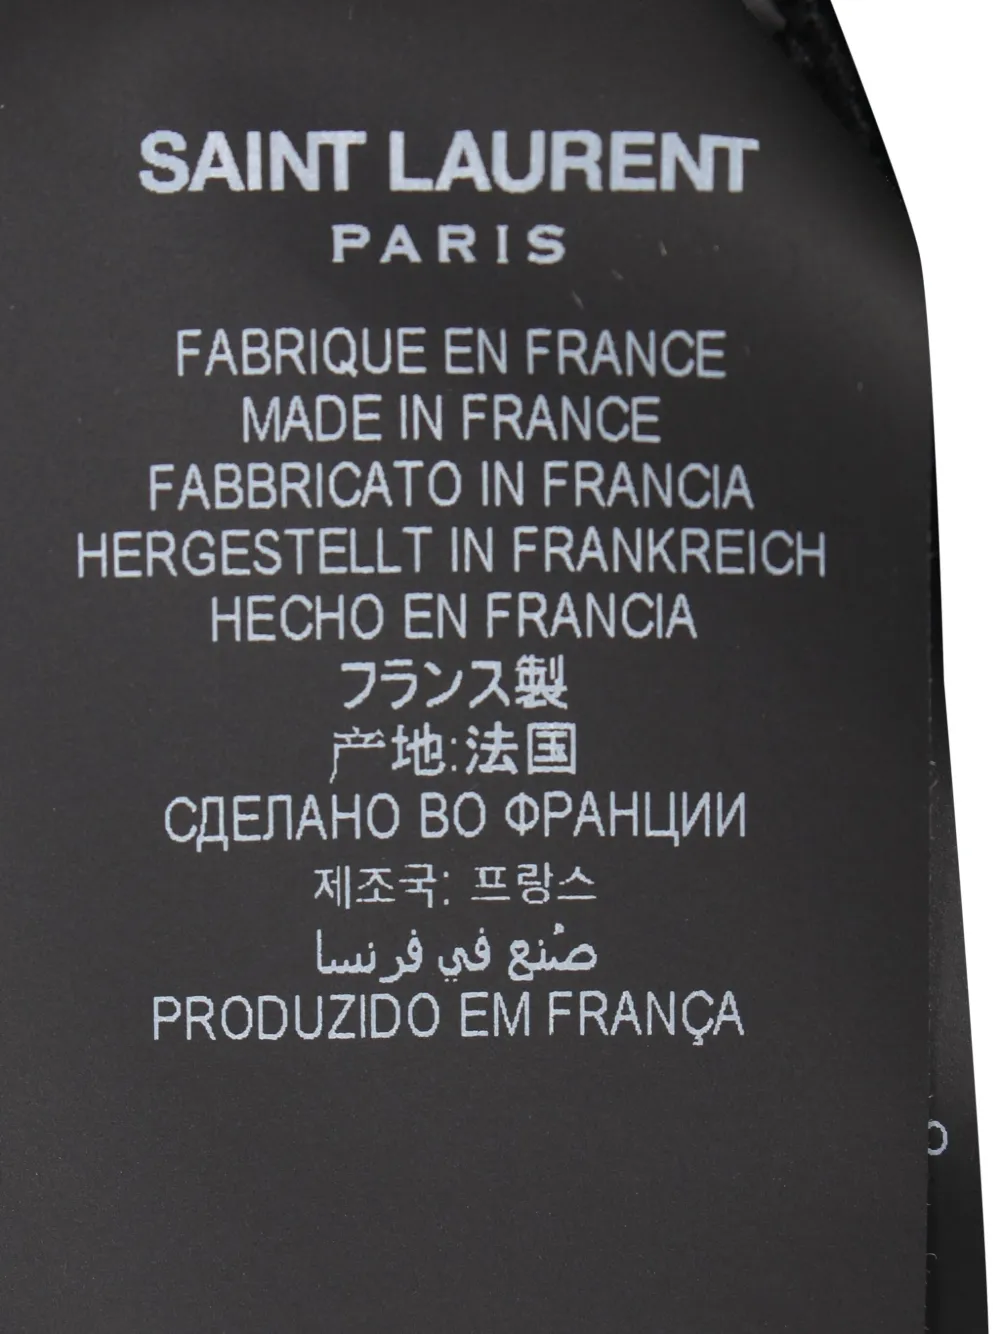 SAINT LAURENT
PARIS
FABRIQUE EN FRANCE
MADE IN FRANCE
FABBRICATO IN FRANCIA
HERGESTELLT IN FRANKREICH
HECHO EN FRANCIA
フランス製
产地:法国
СДЕЛАНО ВО ФРАНЦИИ
제조국: 프랑스
صُنع في فرنسا
PRODUZIDO EM FRANÇA